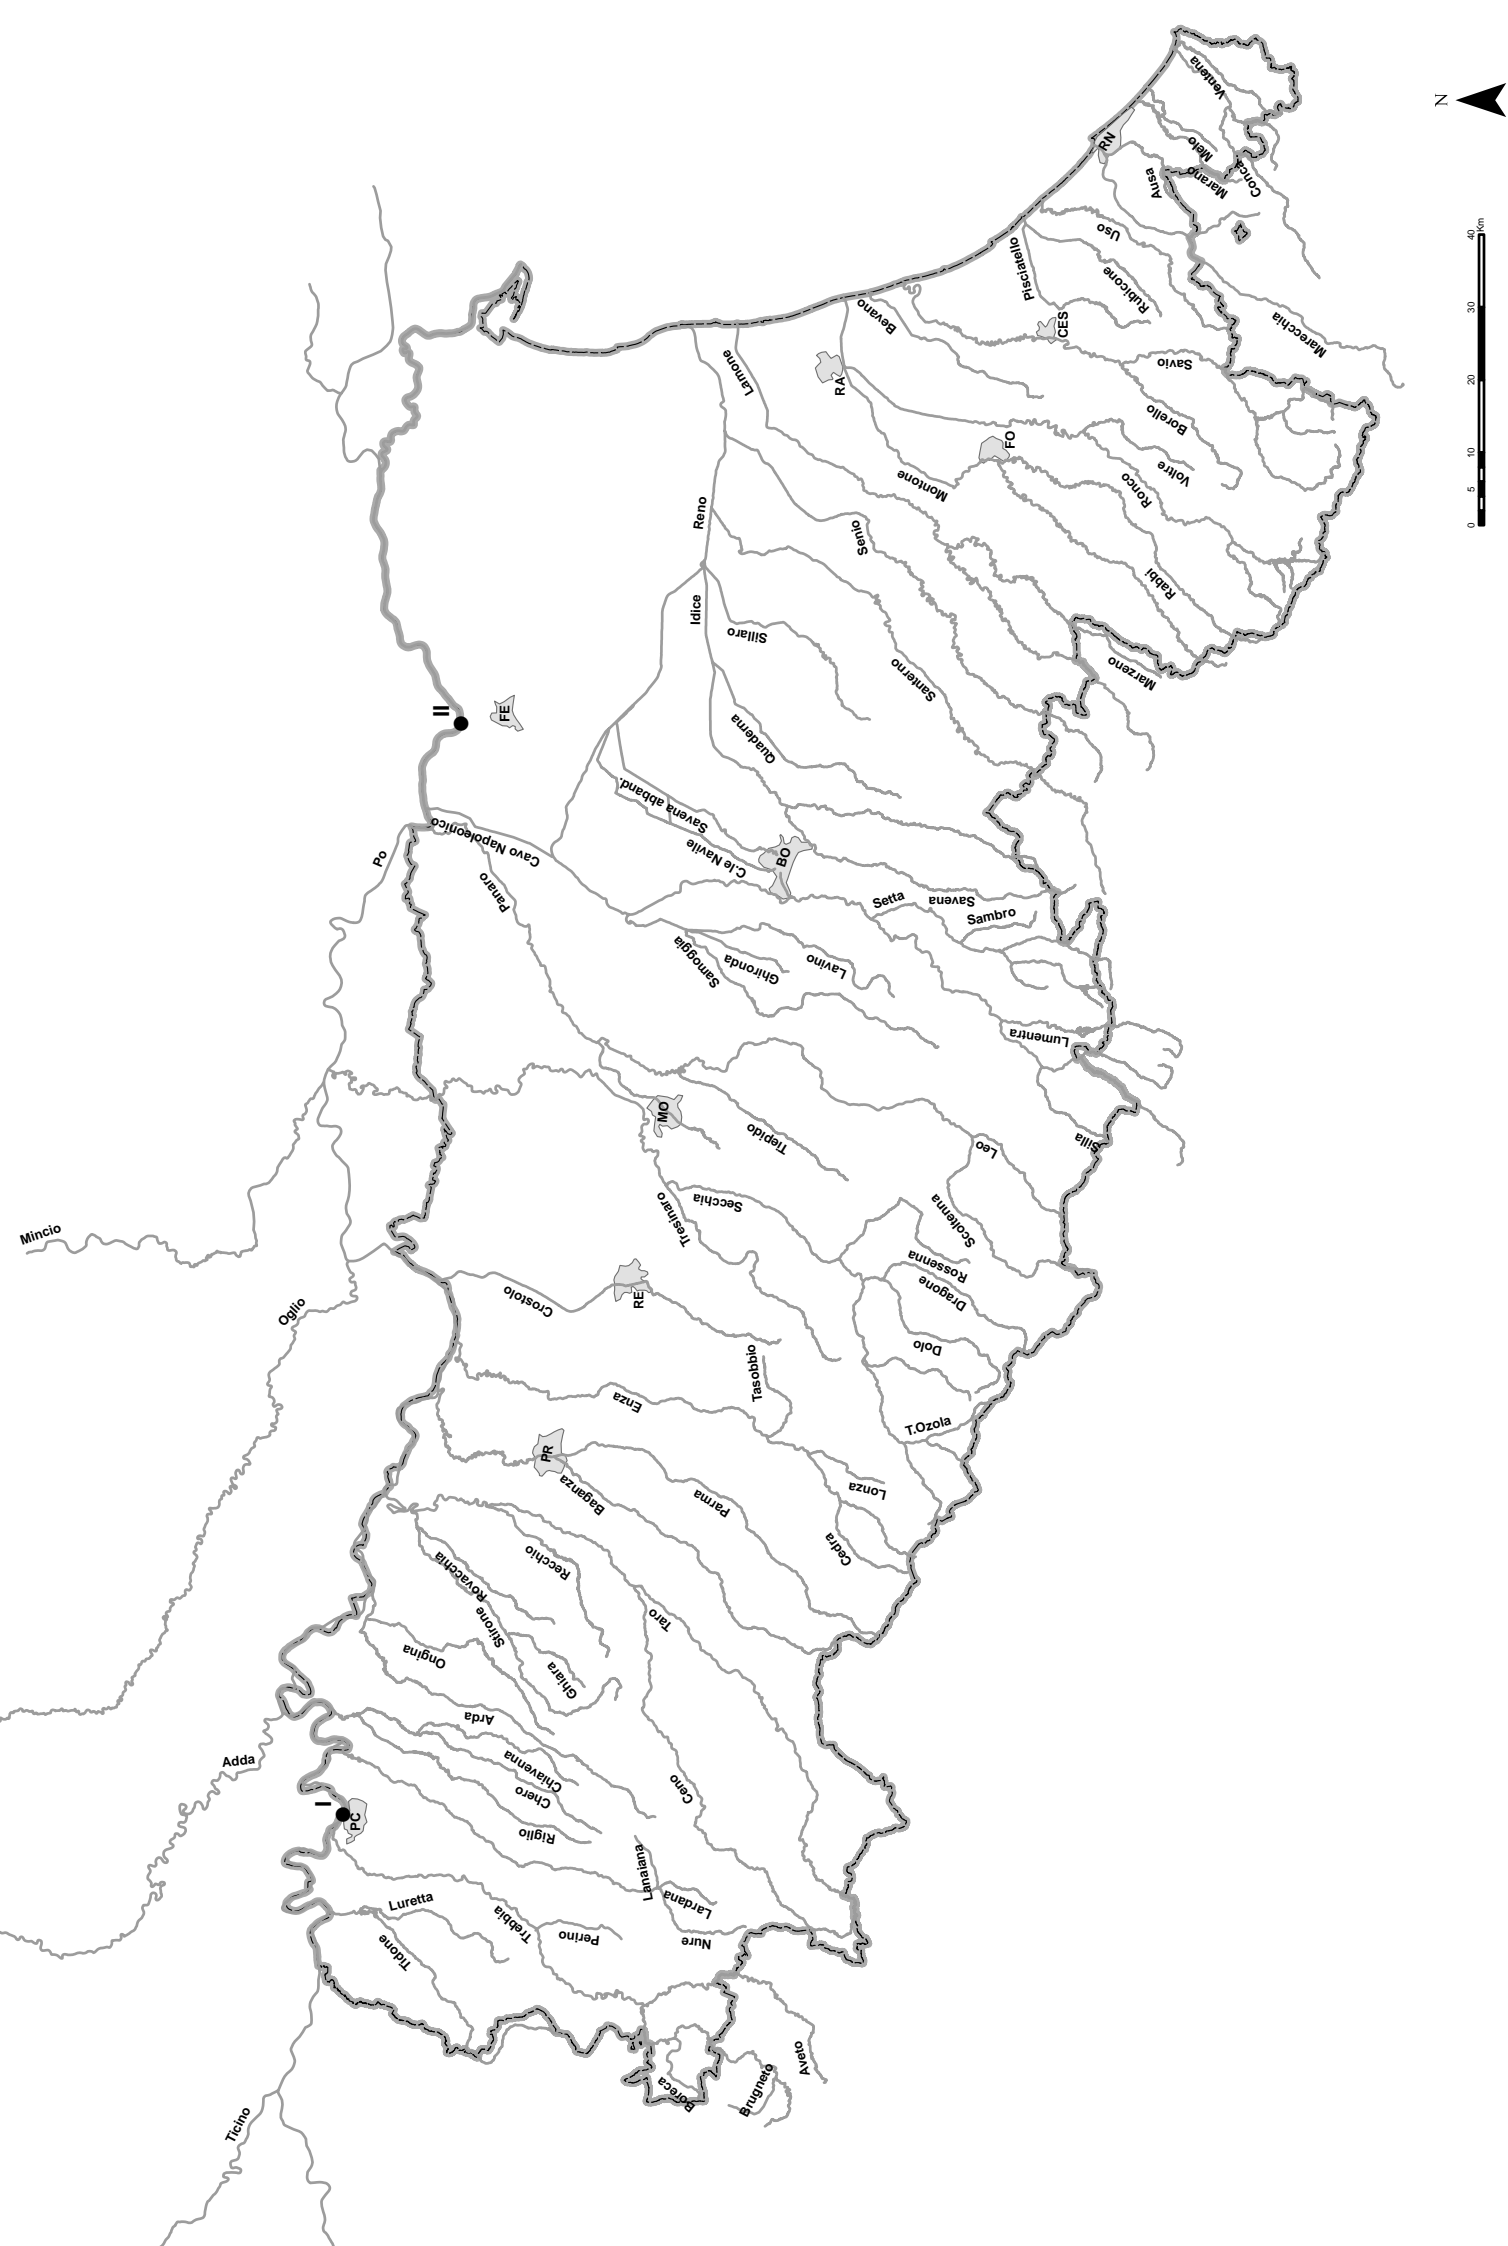 N
Ventena
RN
Melo
Marano
Conca
Ausa
Uso
Pisciatello
Rubicone
Marecchia
CES
Savio
Bevano
RA
Lamone
Borello
Voltre
FO
Ronco
Montone
Rabbi
Marzeno
Reno
Senio
Idice
Sillaro
Santerno
Quaderna
II
FE
Savena abband.
C.le Navile
BO
Cavo Napoleonico
Panaro
Po
Setta
Savena
Sambro
Samoggia
Ghironda
Lavino
Lumentra
Silla
MO
Tiepido
Leo
Scoltenna
Secchia
Tresinaro
Rossenna
Dragone
Dolo
T.Ozola
Mincio
Oglio
Crostolo
RE
Tasobbio
Enza
PR
Baganza
Parma
Lonza
Cedra
Rovacchia
Recchio
Stirone
Ghiara
Taro
Ongina
Arda
Chiavenna
Chero
Riglio
Ceno
Adda
I
PC
Lanaiana
Lardana
Nure
Luretta
Trebbia
Perino
Tidone
Boreca
Brugneto
Aveto
Ticino
0 5 10 20 30 40
Km